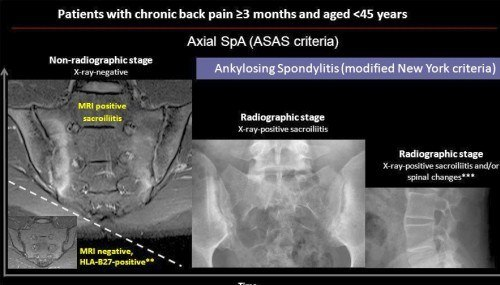 Patients with chronic back pain ≥3 months and aged <45 years
Axial SpA (ASAS criteria)
Non-radiographic stage
X-ray-negative
Ankylosing Spondylitis (modified New York criteria)
MRI positive
sacroiliitis
Radiographic stage
X-ray-positive sacroiliitis
Radiographic stage
X-ray-positive sacroiliitis and/or
spinal changes***
MRI negative,
HLA-B27-positive**
Time